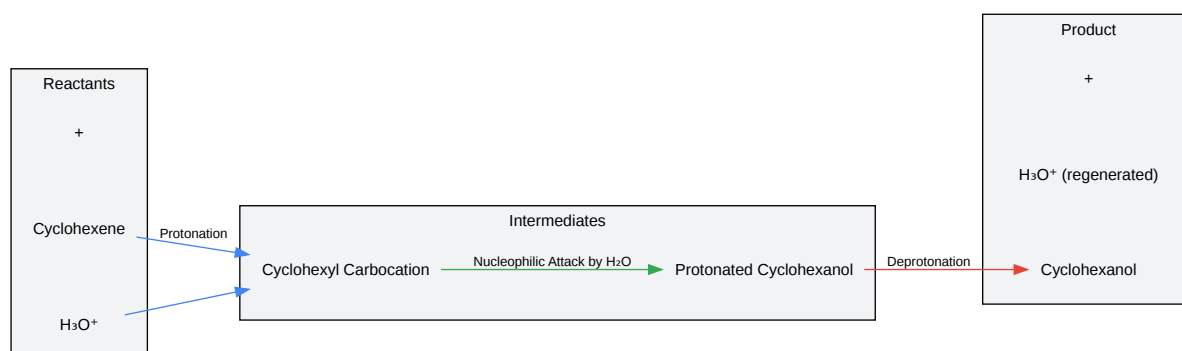 Reactants
+
Cyclohexene
H₃O⁺
Protonation
Intermediates
Cyclohexyl Carbocation
Nucleophilic Attack by H₂O
Protonated Cyclohexanol
Deprotonation
Product
+
H₃O⁺ (regenerated)
Cyclohexanol